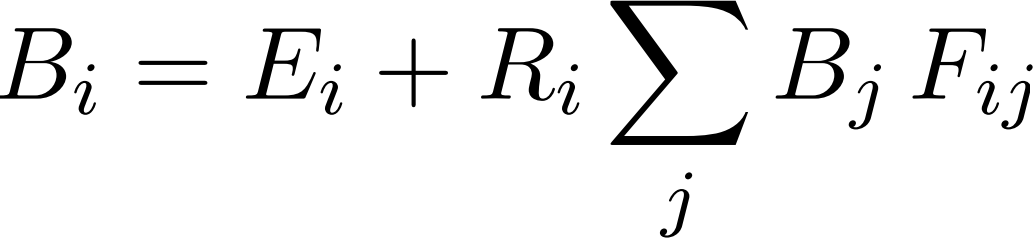 B_i = E_i + R_i \sum_j B_j F_{ij}